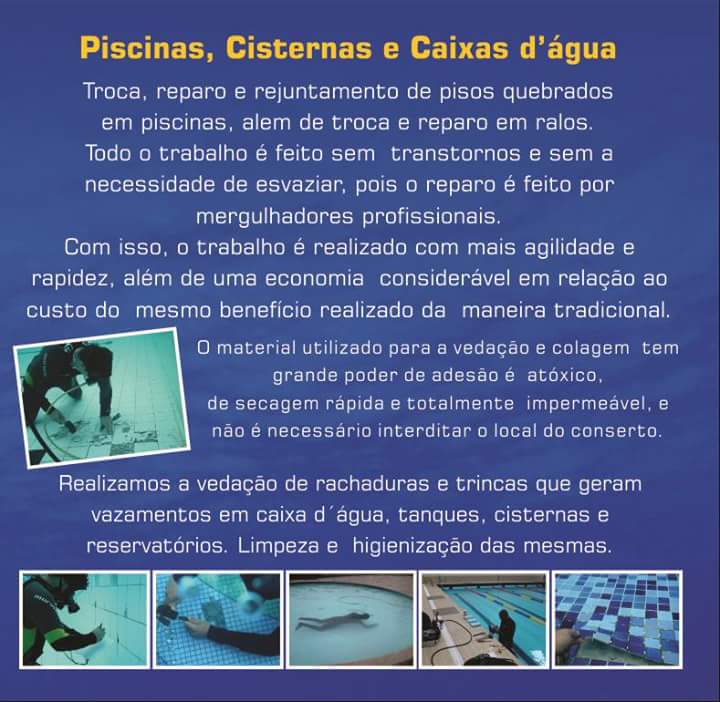 Piscinas, Cisternas e Caixas d'água
Troca, reparo e rejuntamento de pisos quebrados
em piscinas, alem de troca e reparo em ralos.
Todo o trabalho é feito sem transtornos e sem a
necessidade de esvaziar, pois o reparo é feito por
mergulhadores profissionais.
Com isso, o trabalho é realizado com mais agilidade e
rapidez, além de uma economia considerável em relação ao
custo do mesmo benefício realizado da maneira tradicional.
O material utilizado para a vedação e colagem tem
grande poder de adesão é atóxico,
de secagem rápida e totalmente impermeável, e
não é necessário interditar o local do conserto.
Realizamos a vedação de rachaduras e trincas que geram
vazamentos em caixa d´água, tanques, cisternas e
reservatórios. Limpeza e higienização das mesmas.